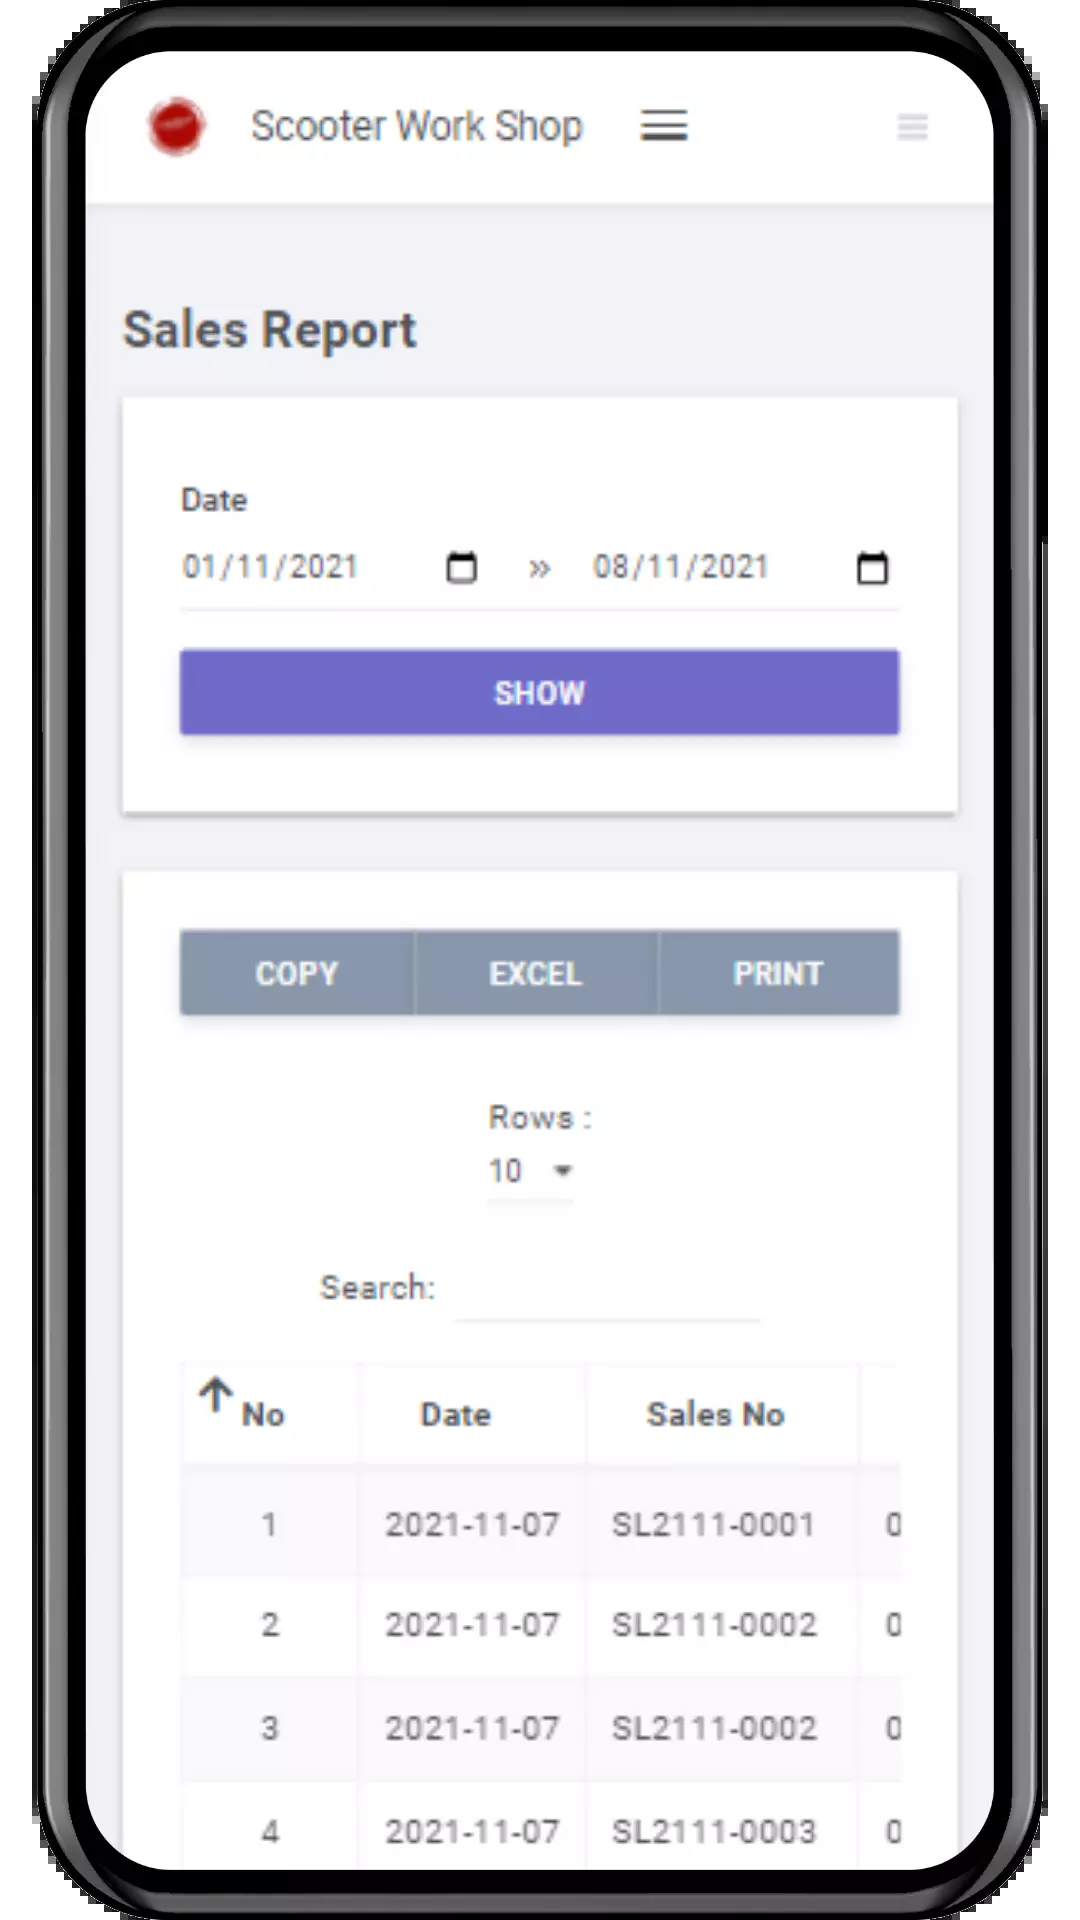 Scooter Work Shop
Sales Report
Date
01/11/2021 » 08/11/2021
SHOW
COPY EXCEL PRINT
Rows :
10
Search:
No Date Sales No
1 2021-11-07 SL2111-0001 0
2 2021-11-07 SL2111-0002 0
3 2021-11-07 SL2111-0002 0
4 2021-11-07 SL2111-0003 0